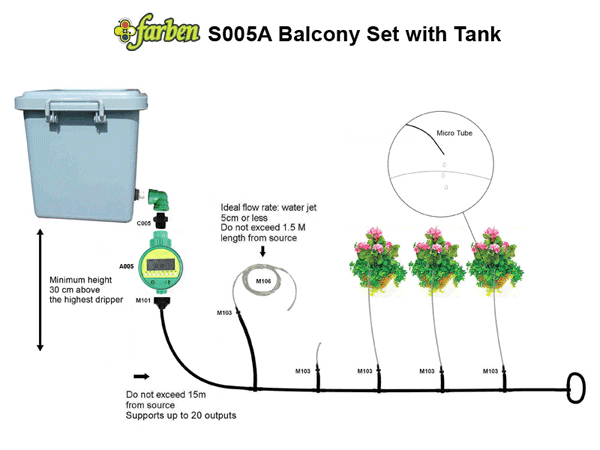 farben S005A Balcony Set with Tank
Micro Tube
C005
Ideal flow rate: water jet
5cm or less
Do not exceed 1.5 M
length from source
A005
Minimum height
30 cm above
the highest dripper
M106
M101
M103
M103
M103
M103
M103
Do not exceed 15m
from source
Supports up to 20 outputs